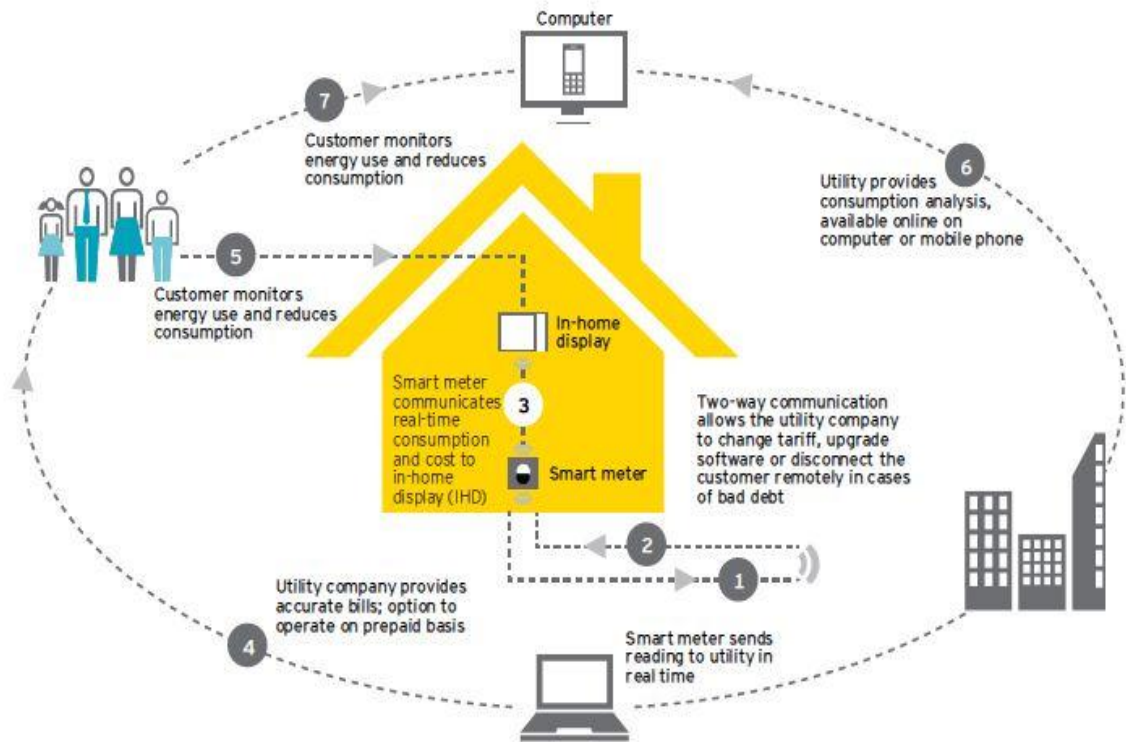 Computer
7
Customer monitors
energy use and reduces
consumption
6
Utility provides
consumption analysis,
available online on
computer or mobile phone
5
Customer monitors
energy use and reduces
consumption
In-home
display
Smart meter
communicates
real-time
consumption
and cost to
in-home
display (IHD)
3
Smart meter
Two-way communication
allows the utility company
to change tariff, upgrade
software or disconnect the
customer remotely in cases
of bad debt
2
1
Utility company provides
accurate bills; option to
operate on prepaid basis
4
Smart meter sends
reading to utility in
real time